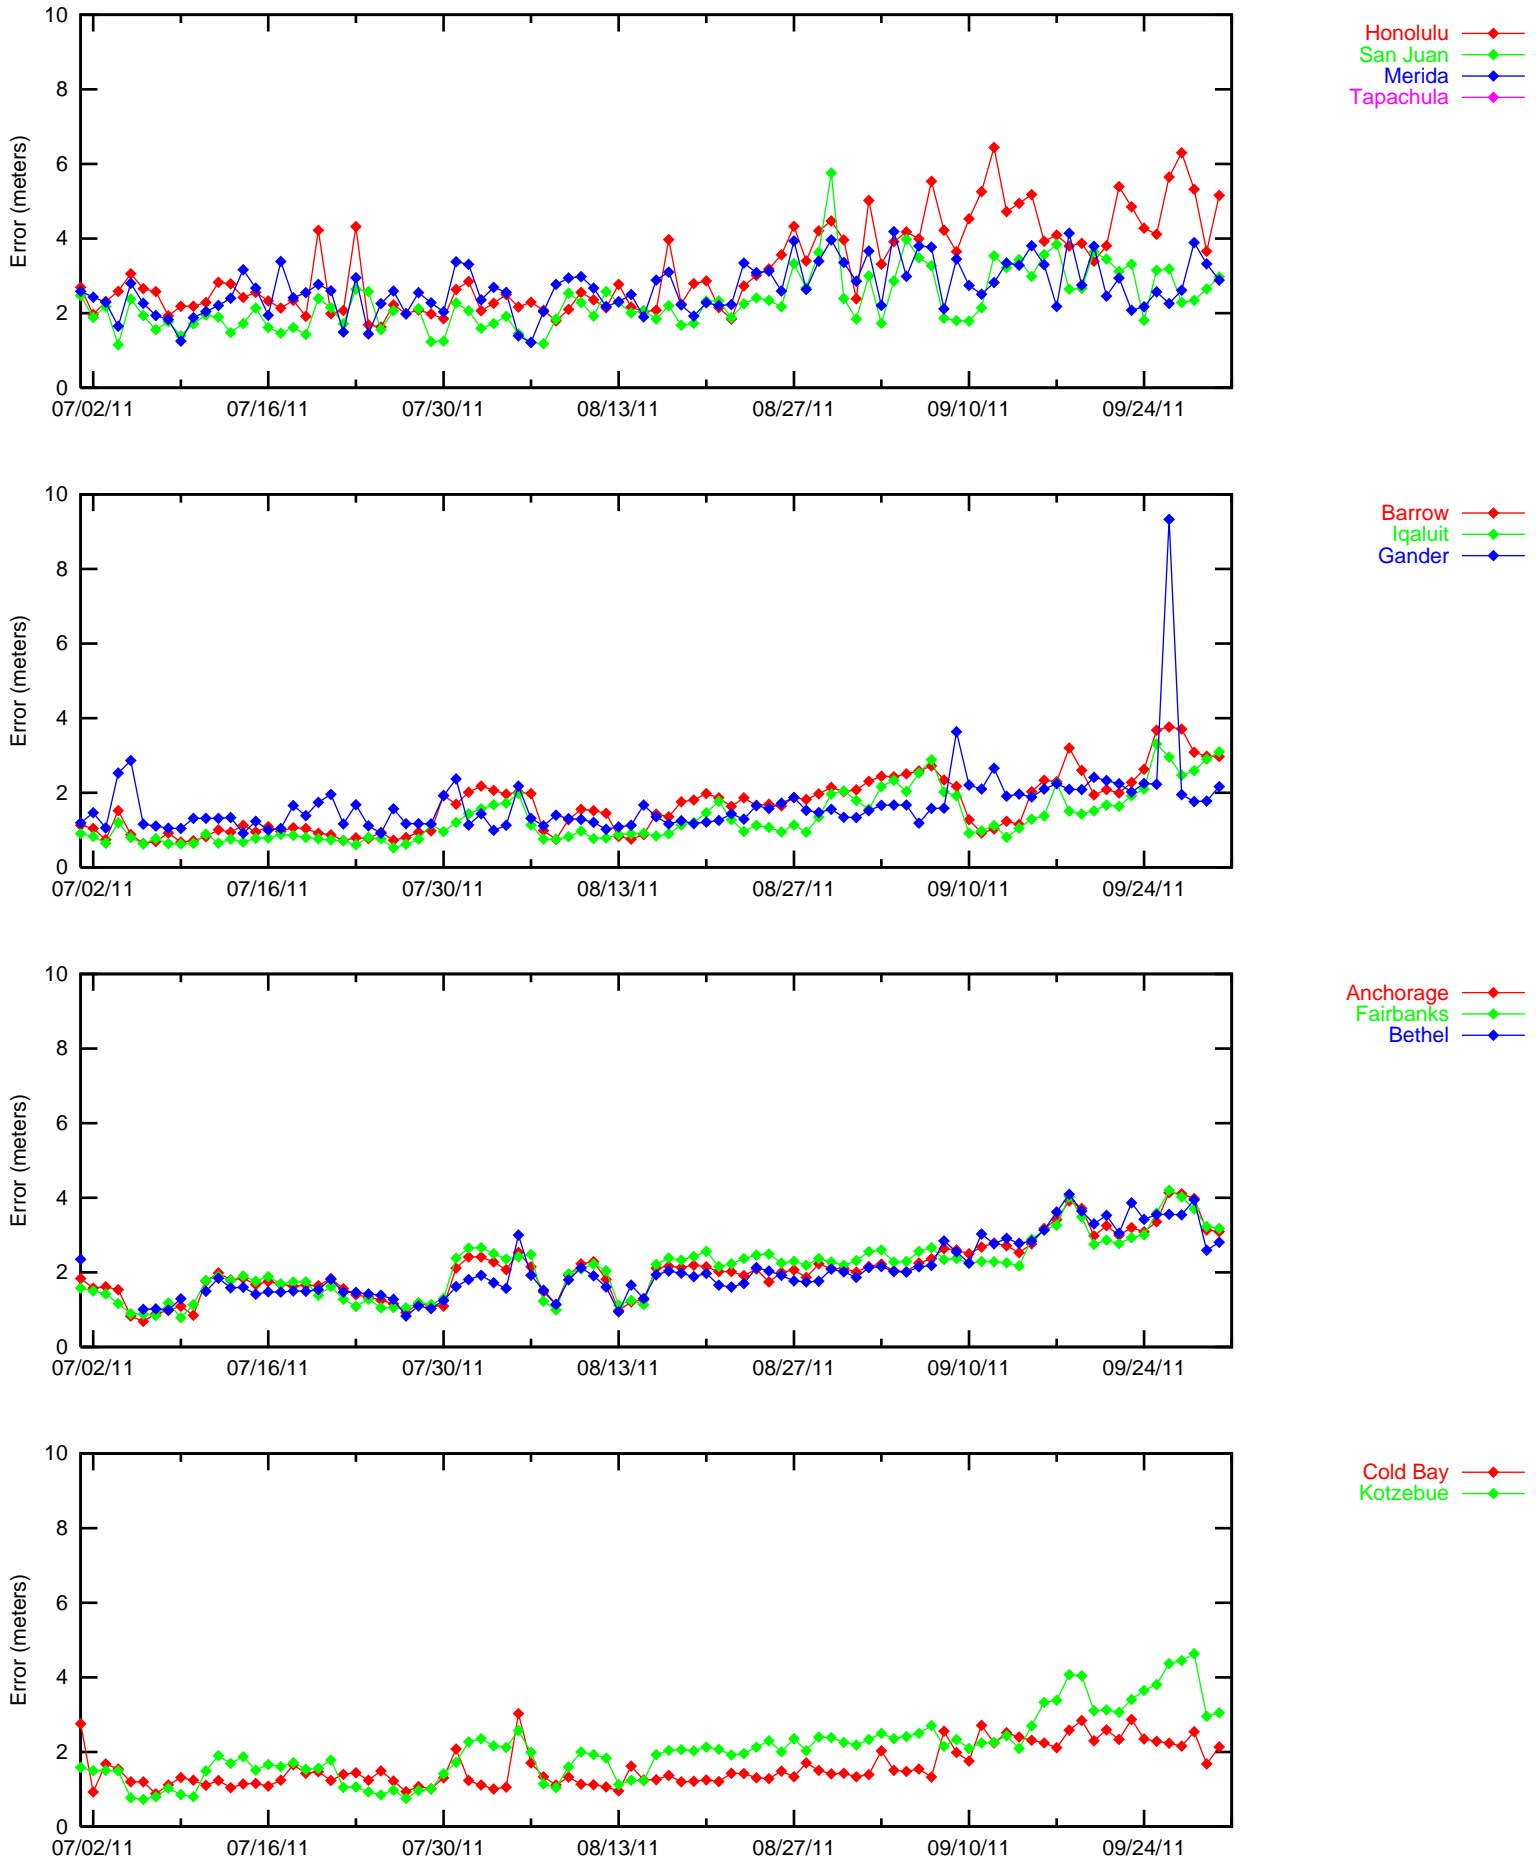 10
8
6
4
2
0
Error (meters)
07/02/11 07/16/11 07/30/11 08/13/11 08/27/11 09/10/11 09/24/11
Honolulu
San Juan
Merida
Tapachula
10
8
6
4
2
0
Error (meters)
07/02/11 07/16/11 07/30/11 08/13/11 08/27/11 09/10/11 09/24/11
Barrow
Iqaluit
Gander
10
8
6
4
2
0
Error (meters)
07/02/11 07/16/11 07/30/11 08/13/11 08/27/11 09/10/11 09/24/11
Anchorage
Fairbanks
Bethel
10
8
6
4
2
0
Error (meters)
07/02/11 07/16/11 07/30/11 08/13/11 08/27/11 09/10/11 09/24/11
Cold Bay
Kotzebue